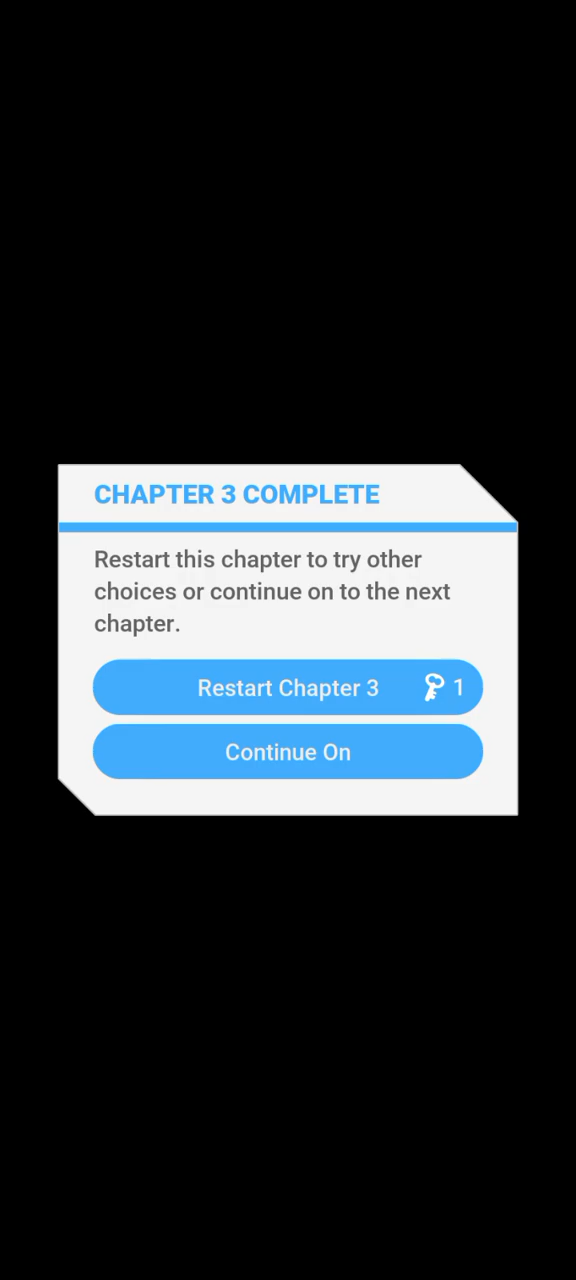 CHAPTER 3 COMPLETE
Restart this chapter to try other
choices or continue on to the next
chapter.
Restart Chapter 3 1
Continue On